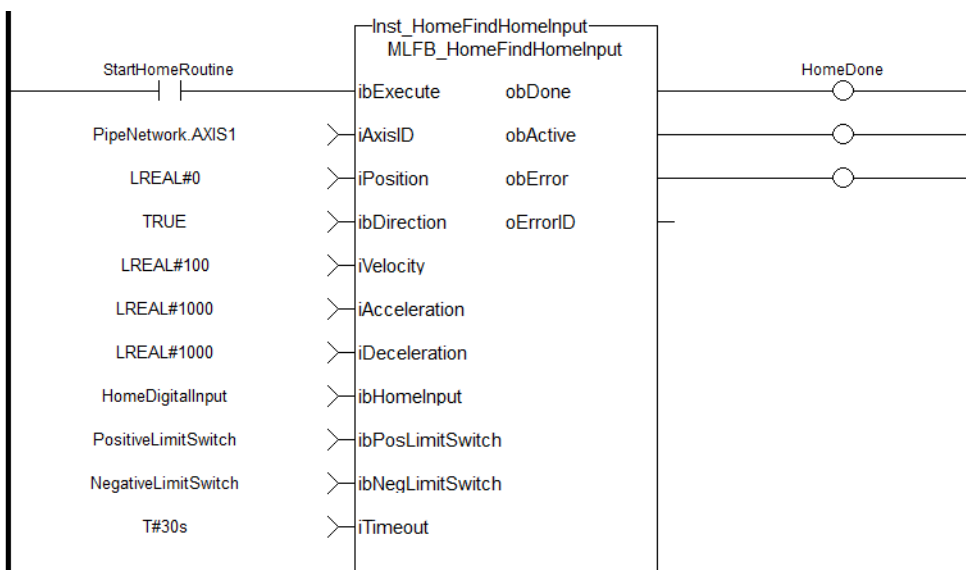 Inst_HomeFindHomeInput
MLFB_HomeFindHomeInput
StartHomeRoutine
HomeDone
ibExecute obDone
PipeNetwork.AXIS1 iAxisID obActive
LREAL#0 iPosition obError
TRUE ibDirection oErrorID
LREAL#100 iVelocity
LREAL#1000 iAcceleration
LREAL#1000 iDeceleration
HomeDigitalInput ibHomeInput
PositiveLimitSwitch ibPosLimitSwitch
NegativeLimitSwitch ibNegLimitSwitch
T#30s iTimeout